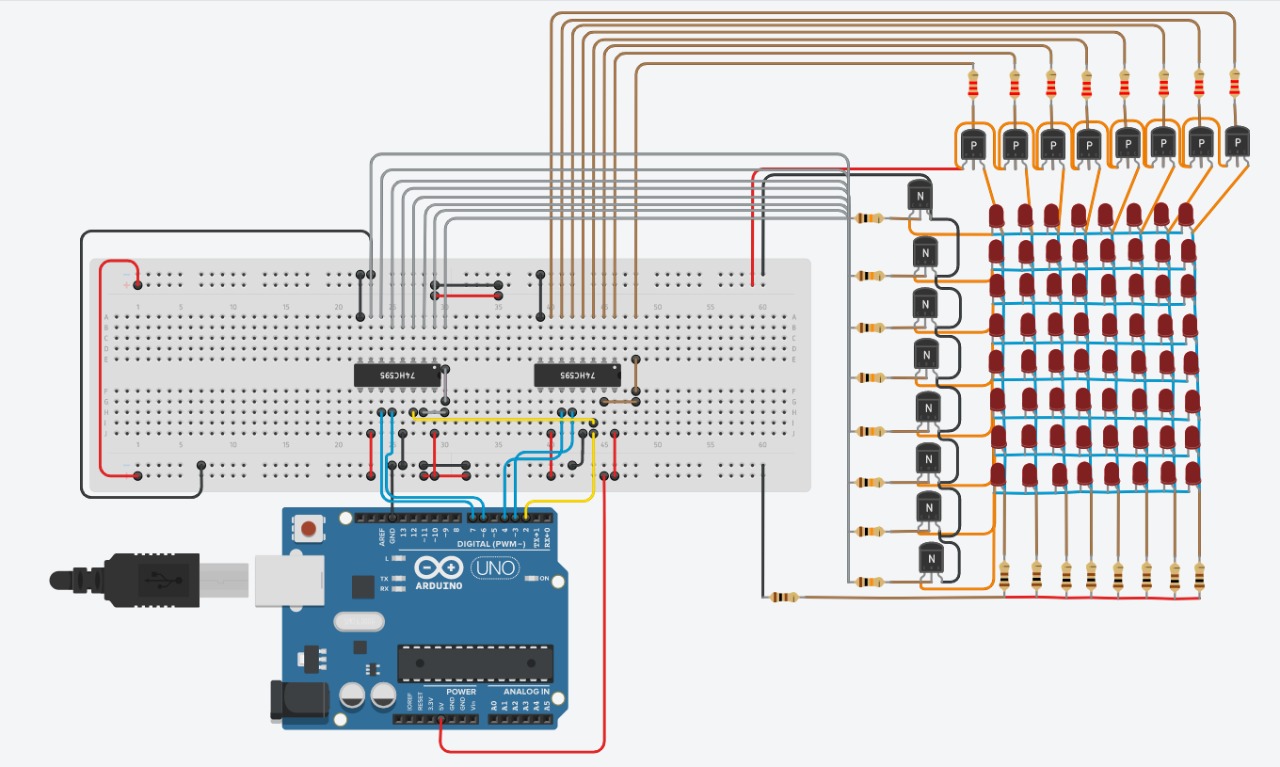 P P P P P P P P
N
N
N
N
N
N
N
N
1 5 10 15 20 25 30 35 40 45 50 55 60
A
B
C
D
E
74HC595 74HC595
F
G
H
I
J
1 5 10 15 20 25 30 35 40 45 50 55 60
AREF GND 13 12 ~11 ~10 ~9 8 7 ~6 ~5 4 ~3 2 TX→1 RX←0
DIGITAL (PWM~)
L
TX
RX
ARDUINO
UNO
ON
POWER ANALOG IN
IOREF RESET 3.3V 5V GND GND Vin A0 A1 A2 A3 A4 A5